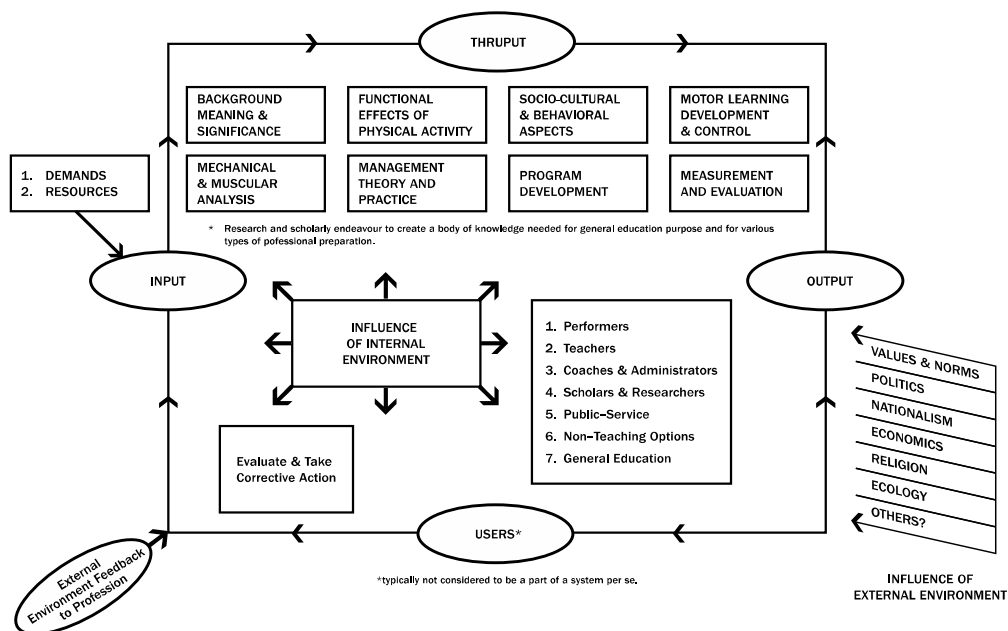 THRUPUT
BACKGROUND
MEANING &
SIGNIFICANCE
FUNCTIONAL
EFFECTS OF
PHYSICAL ACTIVITY
SOCIO-CULTURAL
& BEHAVIORAL
ASPECTS
MOTOR LEARNING
DEVELOPMENT
& CONTROL
1. DEMANDS
2. RESOURCES
MECHANICAL
& MUSCULAR
ANALYSIS
MANAGEMENT
THEORY AND
PRACTICE
PROGRAM
DEVELOPMENT
MEASUREMENT
AND EVALUATION
* Research and scholarly endeavour to create a body of knowledge needed for general education purpose and for various
types of pofessional preparation.
INPUT
OUTPUT
INFLUENCE
OF INTERNAL
ENVIRONMENT
1. Performers
2. Teachers
3. Coaches & Administrators
4. Scholars & Researchers
5. Public–Service
6. Non–Teaching Options
7. General Education
VALUES & NORMS
POLITICS
NATIONALISM
ECONOMICS
RELIGION
ECOLOGY
OTHERS?
Evaluate & Take
Corrective Action
USERS*
External
Environment Feedback
to Profession
*typically not considered to be a part of a system per se.
INFLUENCE OF
EXTERNAL ENVIRONMENT